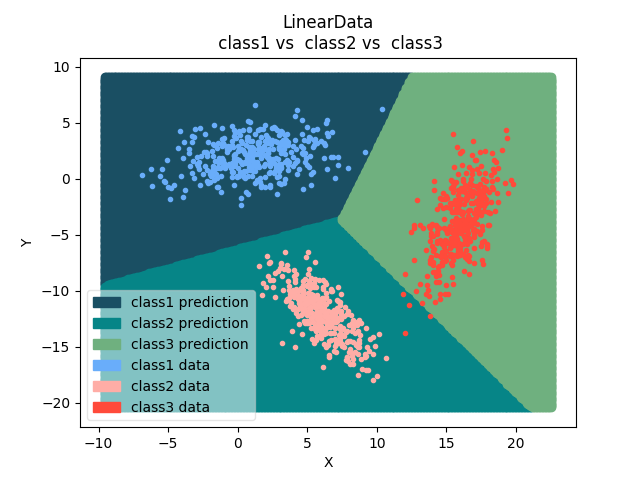 LinearData
class1 vs  class2 vs  class3
10
5
0
−5
−10
−15
−20
Y
class1 prediction
class2 prediction
class3 prediction
class1 data
class2 data
class3 data
−10
−5
0
5
10
15
20
X